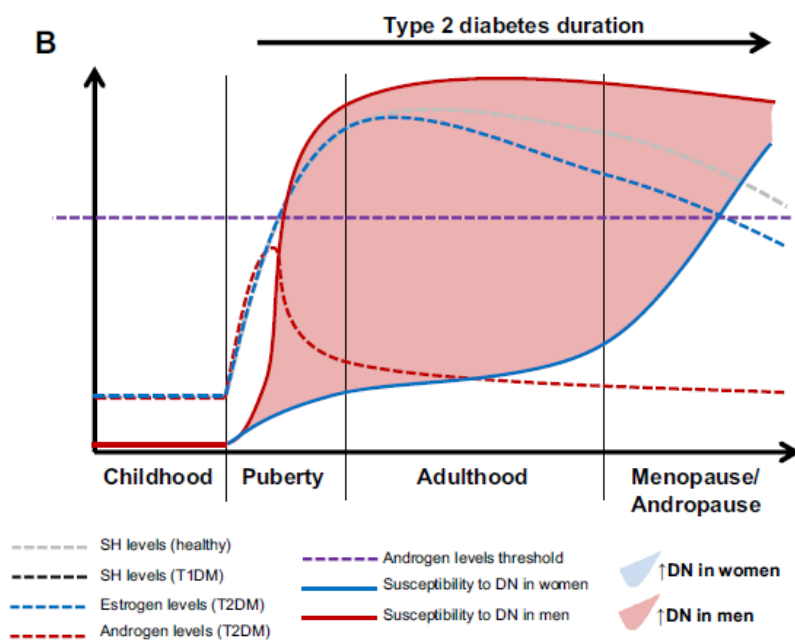 Type 2 diabetes duration
B
Childhood
Puberty
Adulthood
Menopause/
Andropause
SH levels (healthy)
SH levels (T1DM)
Estrogen levels (T2DM)
Androgen levels (T2DM)
Androgen levels threshold
Susceptibility to DN in women
Susceptibility to DN in men
↑DN in women
↑DN in men